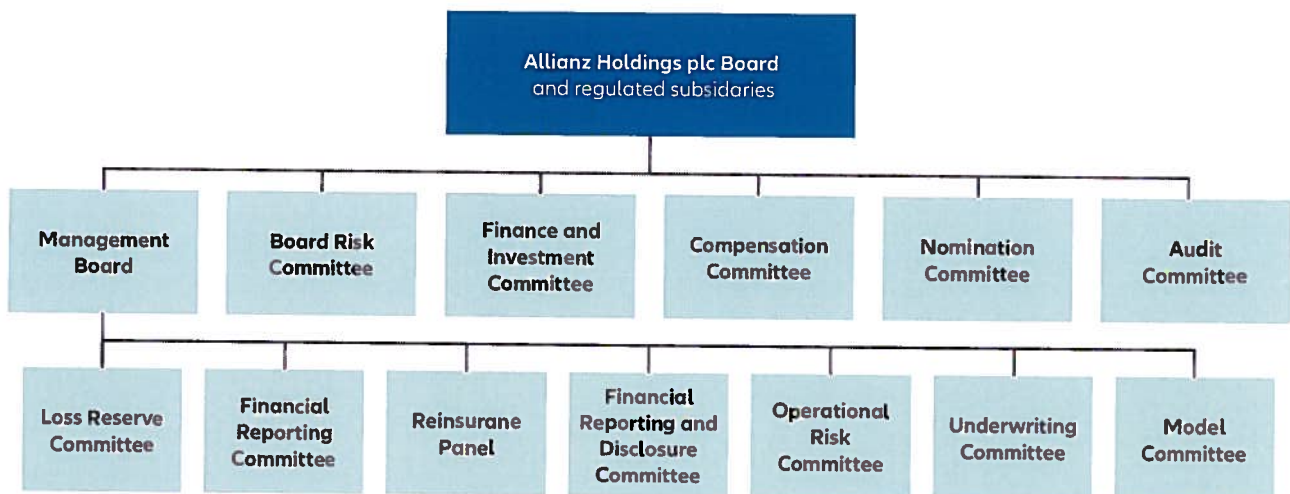 Allianz Holdings plc Board
and regulated subsidaries
Management
Board
Board Risk
Committee
Finance and
Investment
Committee
Compensation
Committee
Nomination
Committee
Audit
Committee
Loss Reserve
Committee
Financial
Reporting
Committee
Reinsurane
Panel
Financial
Reporting and
Disclosure
Committee
Operational
Risk
Committee
Underwriting
Committee
Model
Committee